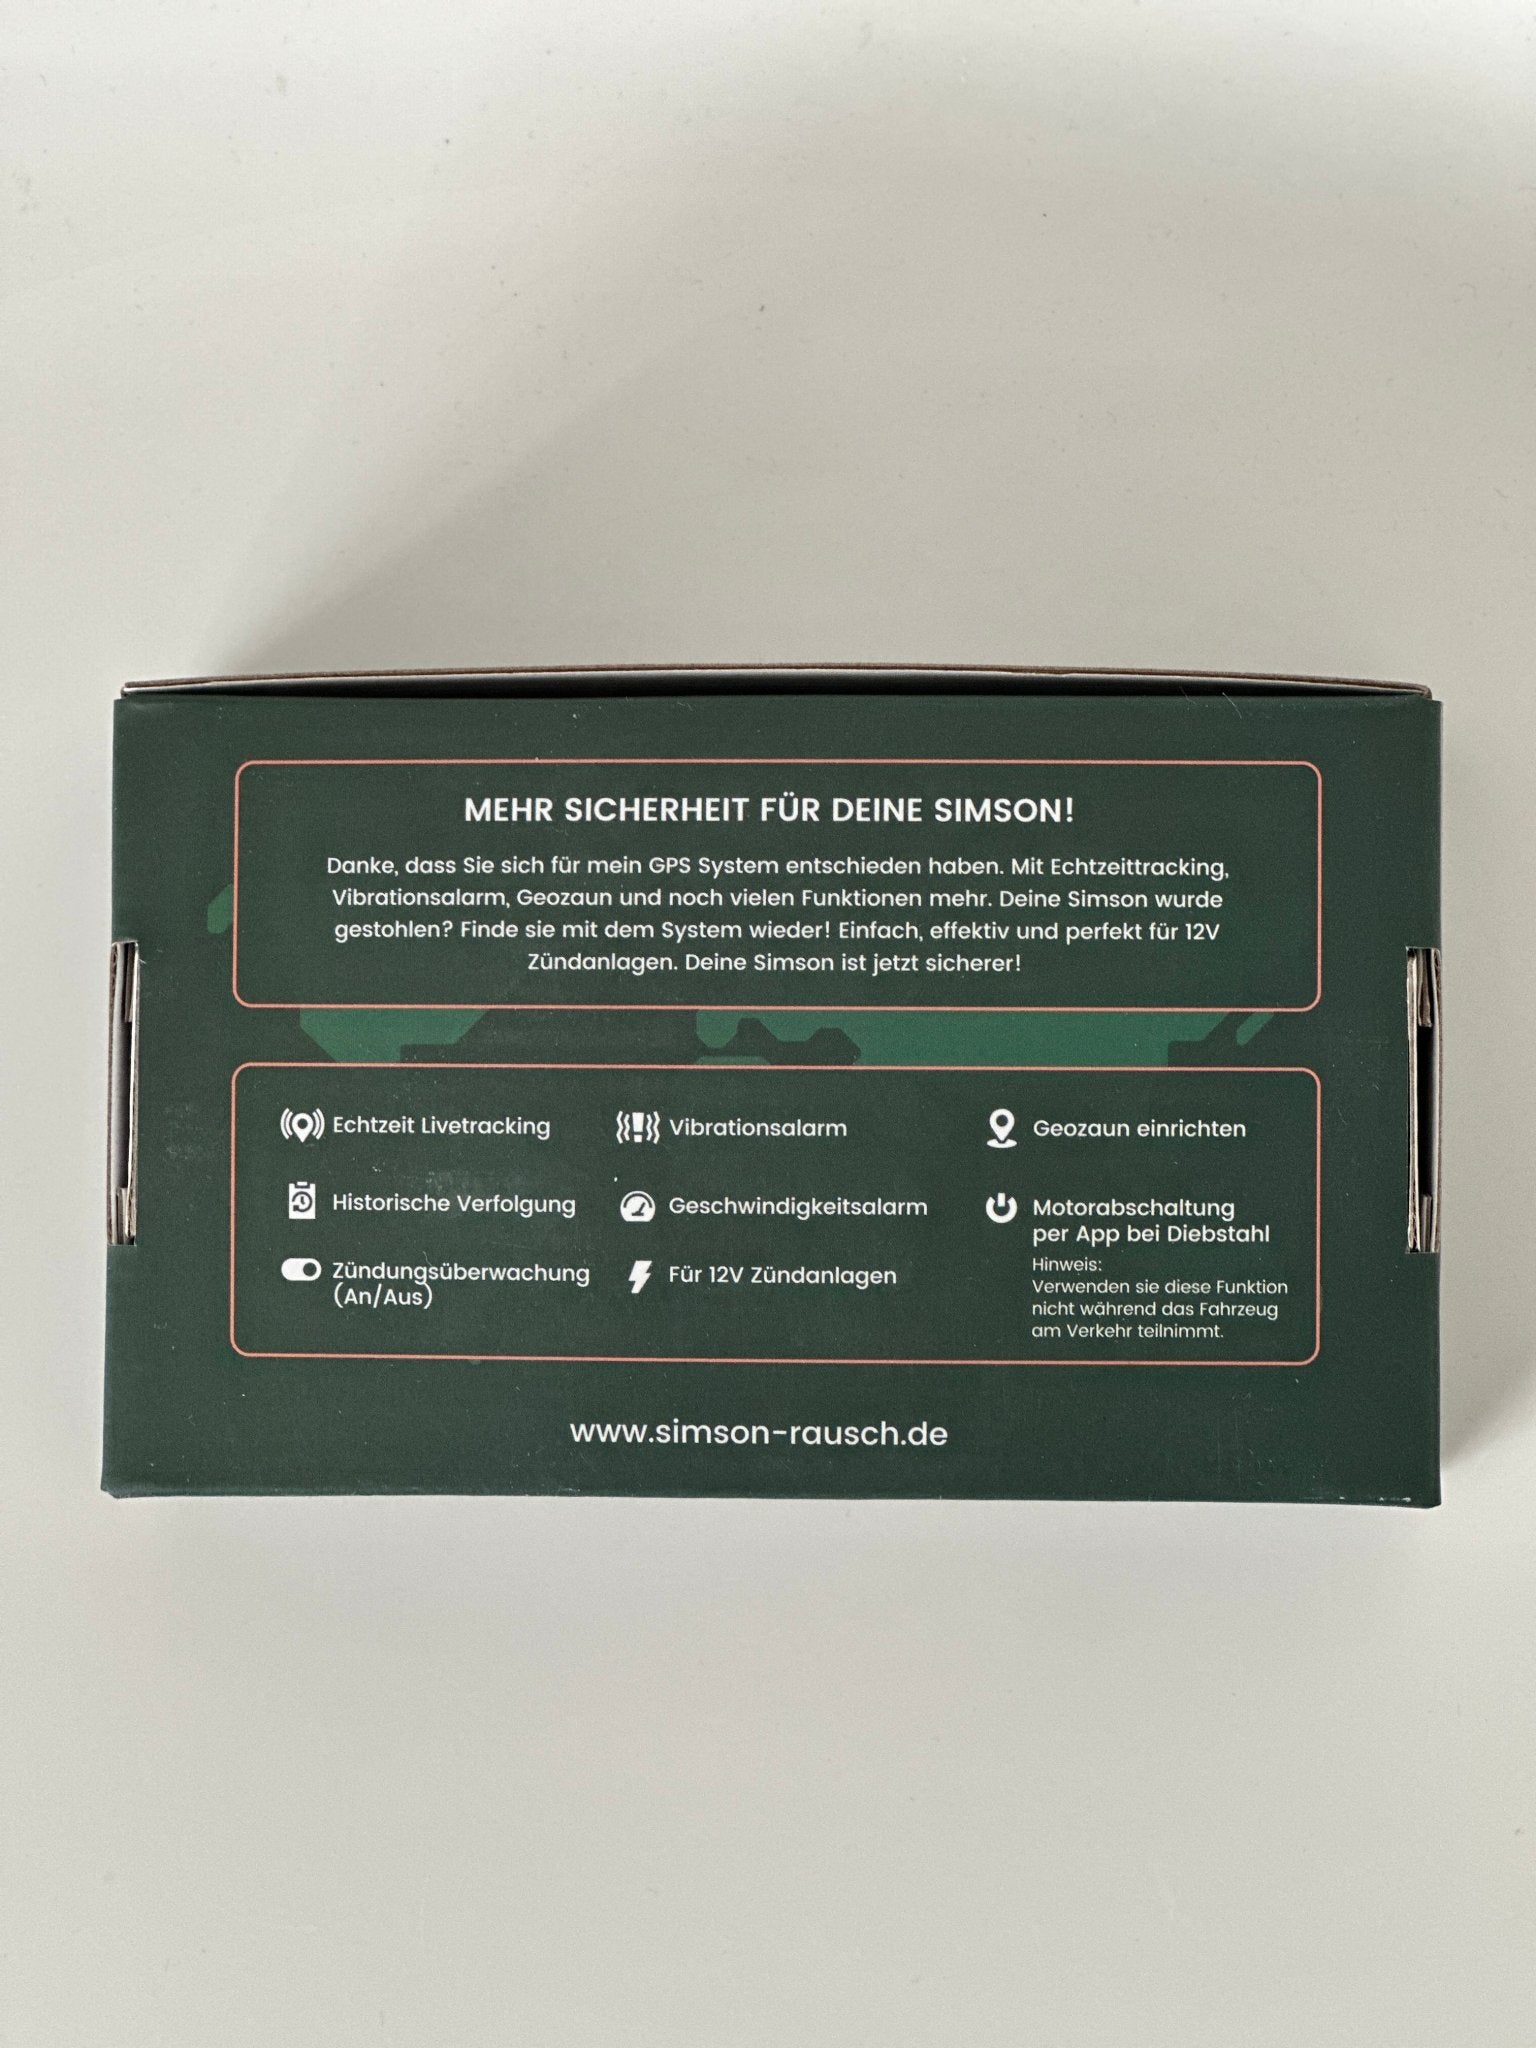 MEHR SICHERHEIT FÜR DEINE SIMSON!
Danke, dass Sie sich für mein GPS System entschieden haben. Mit Echtzeittracking,
Vibrationsalarm, Geozaun und noch vielen Funktionen mehr. Deine Simson wurde
gestohlen? Finde sie mit dem System wieder! Einfach, effektiv und perfekt für 12V
Zündanlagen. Deine Simson ist jetzt sicherer!
Echtzeit Livetracking
Vibrationsalarm
Geozaun einrichten
Historische Verfolgung
Geschwindigkeitsalarm
Motorabschaltung
per App bei Diebstahl
Hinweis:
Verwenden sie diese Funktion
nicht während das Fahrzeug
am Verkehr teilnimmt.
Zündungsüberwachung
(An/Aus)
Für 12V Zündanlagen
www.simson-rausch.de